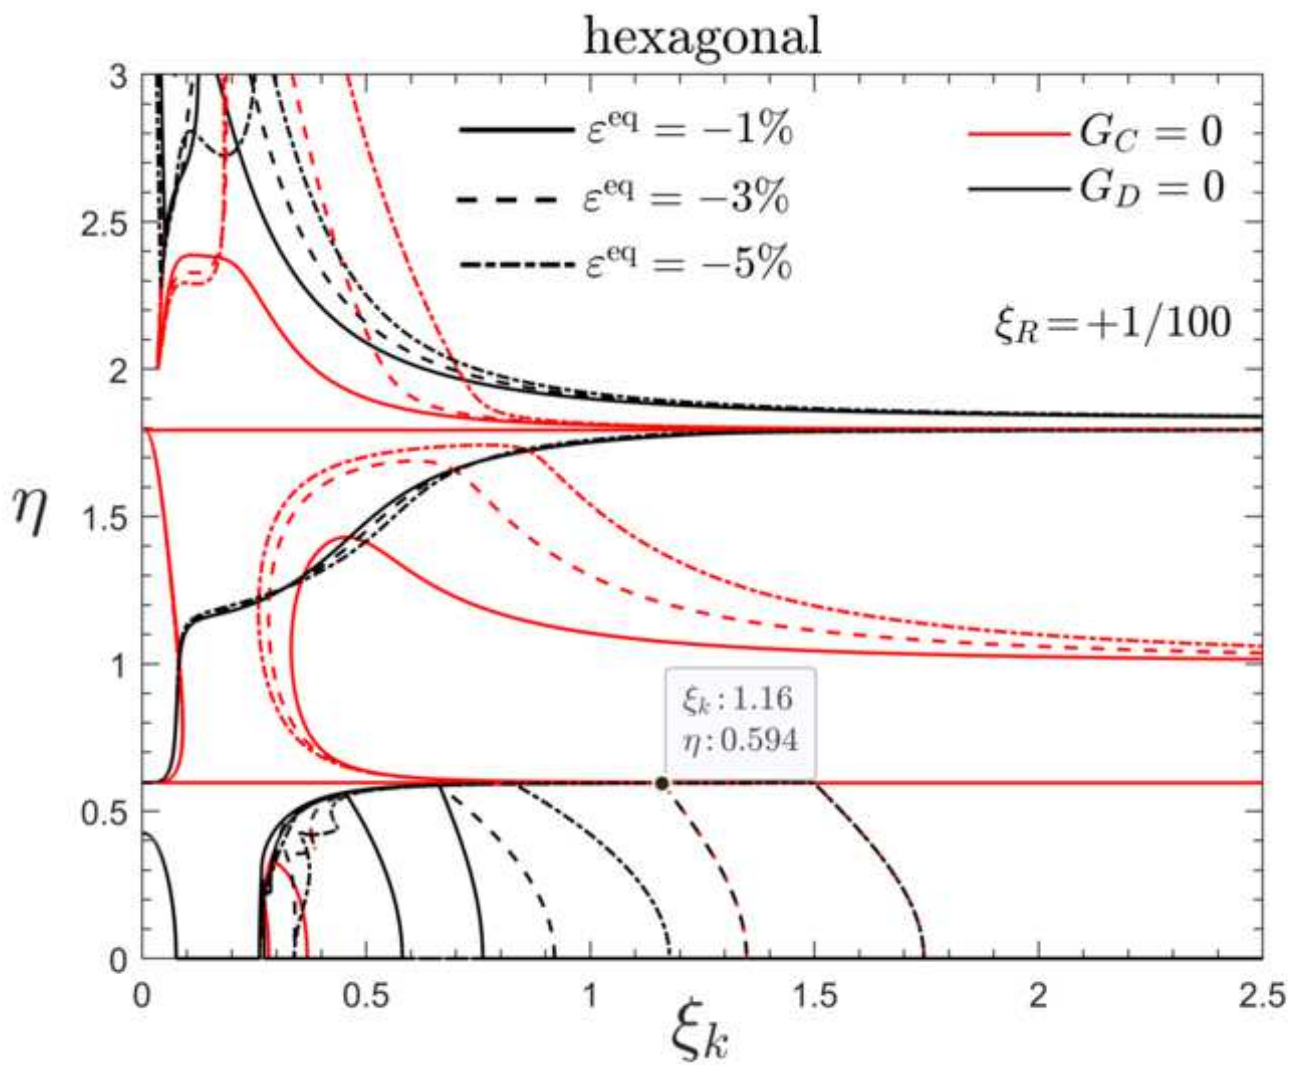 hexagonal
3
2.5
2
1.5
1
0.5
0
η
ε^eq = −1%
ε^eq = −3%
ε^eq = −5%
G_C = 0
G_D = 0
ξ_R = +1/100
ξ_k : 1.16
η : 0.594
0 0.5 1 1.5 2 2.5
ξ_k